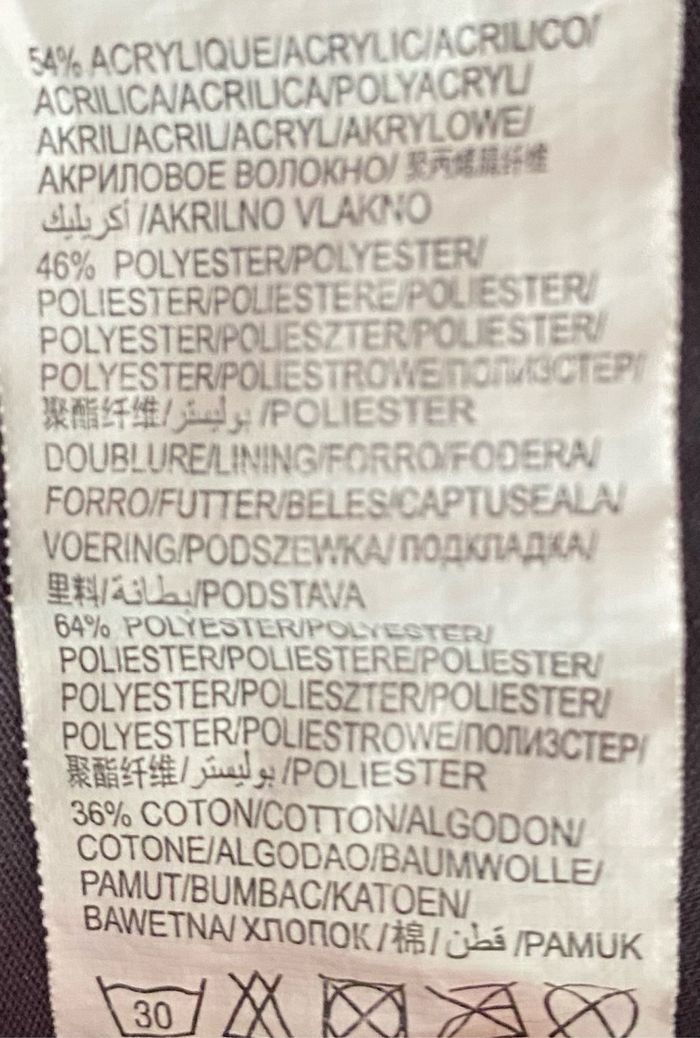 54% ACRYLIQUE/ACRYLIC/ACRILICO/
ACRILICA/ACRILICA/POLYACRYL/
AKRIL/ACRIL/ACRYL/AKRYLOWE/
АКРИЛОВОЕ ВОЛОКНО/ 聚丙烯腈纤维
أكريليك /AKRILNO VLAKNO
46% POLYESTER/POLYESTER/
POLIESTER/POLIESTERE/POLIESTER/
POLYESTER/POLIESZTER/POLIESTER/
POLYESTER/POLIESTROWE/ПОЛИЭСТЕР/
聚酯纤维/بوليستر /POLIESTER
DOUBLURE/LINING/FORRO/FODERA/
FORRO/FUTTER/BELES/CAPTUSEALA/
VOERING/PODSZEWKA/ПОДКЛАДКА/
里料/بطانة/PODSTAVA
64% POLYESTER/POLYESTER/
POLIESTER/POLIESTERE/POLIESTER/
POLYESTER/POLIESZTER/POLIESTER/
POLYESTER/POLIESTROWE/ПОЛИЭСТЕР/
聚酯纤维/بوليستر /POLIESTER
36% COTON/COTTON/ALGODON/
COTONE/ALGODAO/BAUMWOLLE/
PAMUT/BUMBAC/KATOEN/
BAWETNA/ ХЛОПОК /棉/ قطن /PAMUK
30